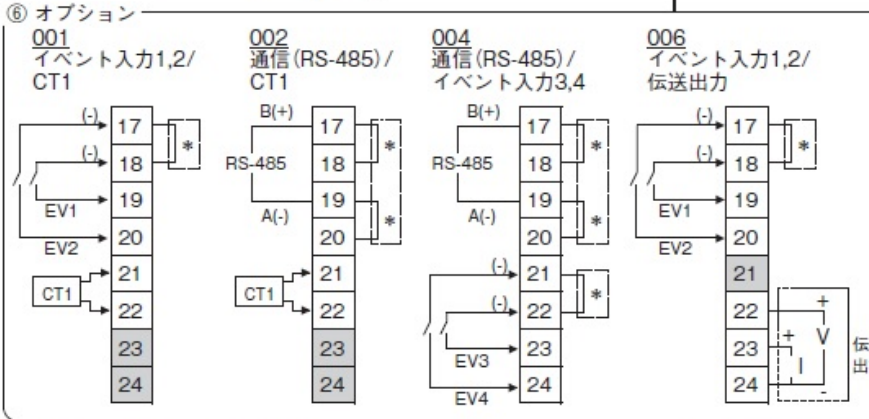 ⑥ オプション
001
イベント入力1,2/
CT1
(-)
17
(-)
18
*
19
EV1
20
EV2
21
CT1
22
23
24
002
通信(RS-485)/
CT1
B(+)
17
*
RS-485
18
19
A(-)
*
20
21
CT1
22
23
24
004
通信(RS-485)/
イベント入力3,4
B(+)
17
*
RS-485
18
19
A(-)
*
20
(-)
21
(-)
22
*
23
EV3
24
EV4
006
イベント入力1,2/
伝送出力
(-)
17
(-)
18
*
19
EV1
20
EV2
21
22
+
23
+
V
I
24
-
伝
出